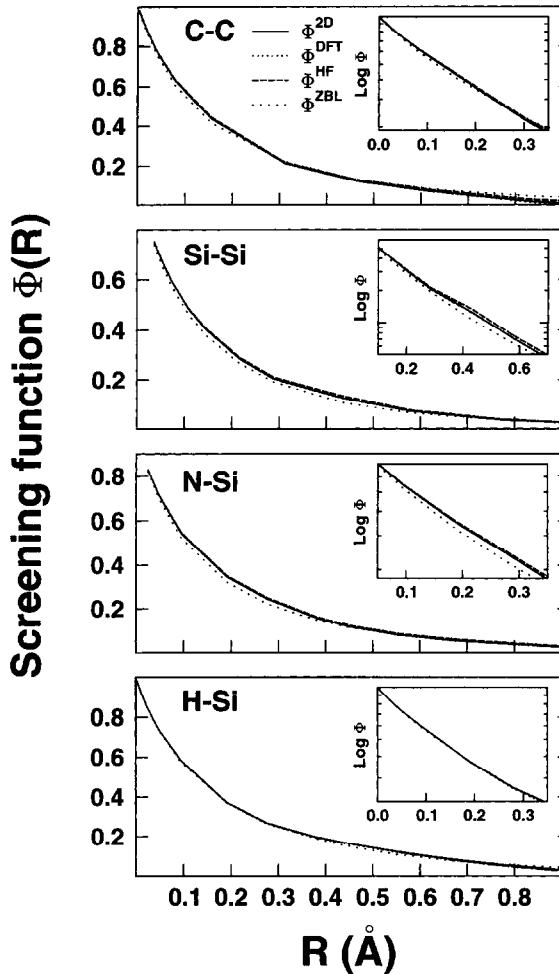 Screening function Φ(R)
C-C
Φ2D
ΦDFT
ΦHF
ΦZBL
0.8
0.6
0.4
0.2
Log Φ
0.0 0.1 0.2 0.3
Si-Si
0.6
0.4
0.2
Log Φ
0.2 0.4 0.6
N-Si
0.8
0.6
0.4
0.2
Log Φ
0.1 0.2 0.3
H-Si
0.8
0.6
0.4
0.2
Log Φ
0.0 0.1 0.2 0.3
0.1 0.2 0.3 0.4 0.5 0.6 0.7 0.8
R (Å)